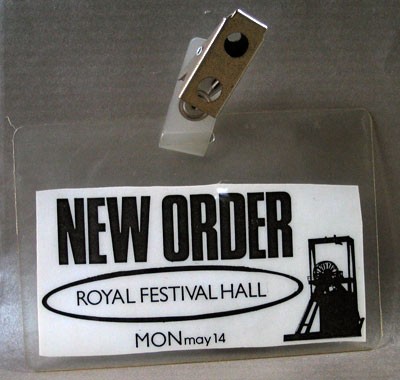 NEW ORDER
ROYAL FESTIVAL HALL
MON may 14